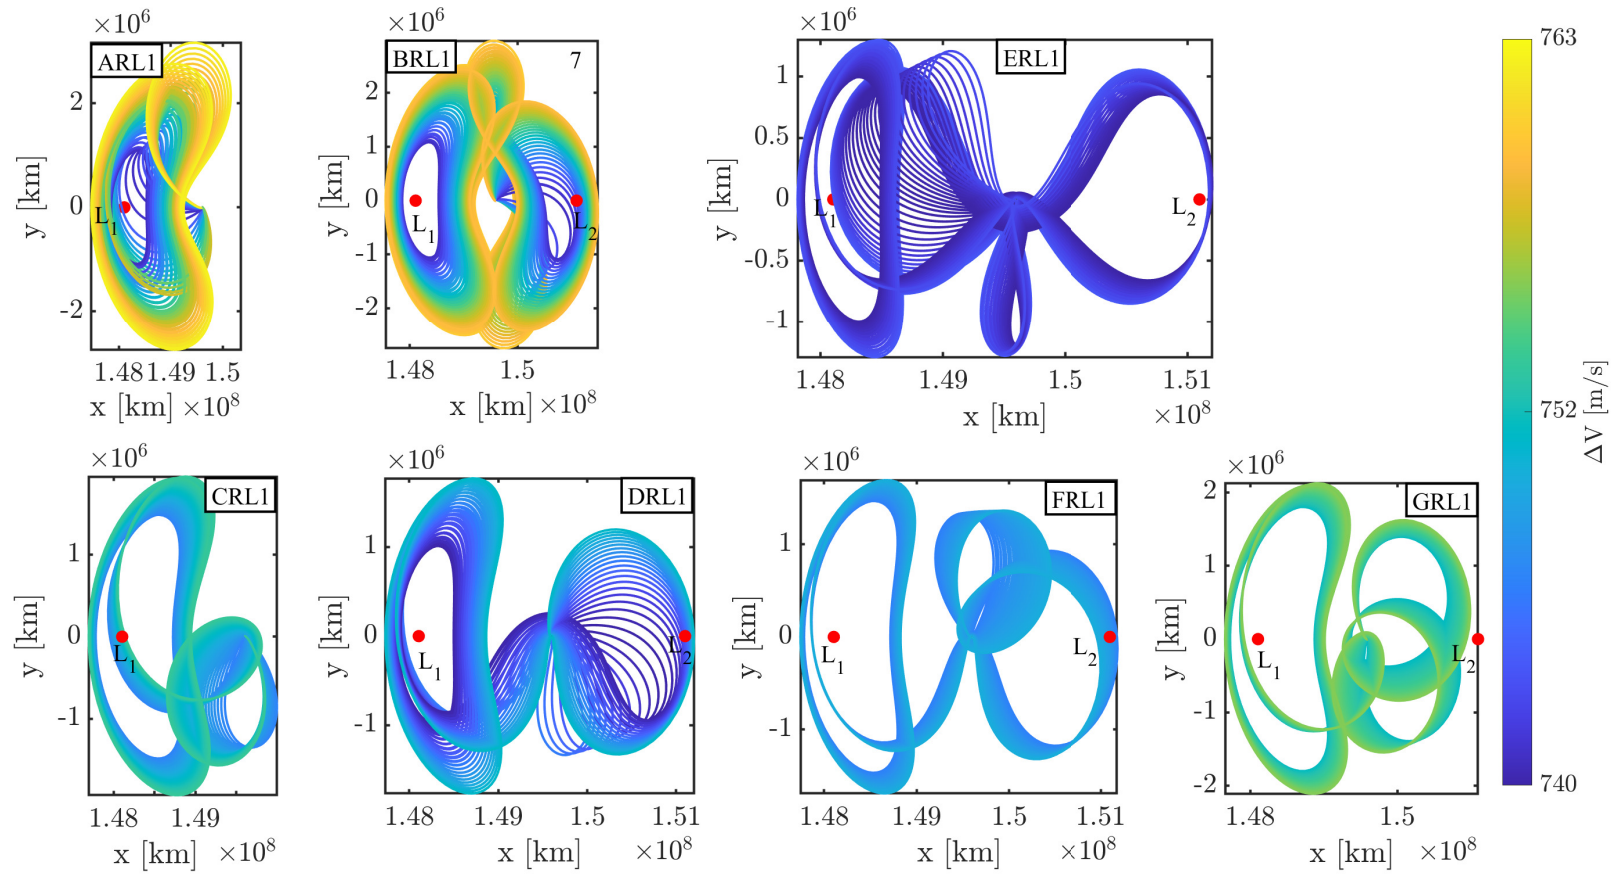 ×10⁶
ARL1
2
0
-2
y [km]
L₁
1.48 1.49 1.5
x [km] ×10⁸
×10⁶
BRL1
7
2
1
0
-1
-2
y [km]
L₁
L₂
1.48 1.5
x [km] ×10⁸
×10⁶
ERL1
1
0.5
0
-0.5
-1
y [km]
L₁
L₂
1.48 1.49 1.5 1.51
x [km] ×10⁸
763
752
740
ΔV [m/s]
×10⁶
CRL1
1
0
-1
y [km]
L₁
1.48 1.49
x [km] ×10⁸
DRL1
×10⁶
1
0
-1
y [km]
L₁
L₂
1.48 1.49 1.5 1.51
x [km] ×10⁸
×10⁶
FRL1
1
0
-1
y [km]
L₁
L₂
1.48 1.49 1.5 1.51
x [km] ×10⁸
×10⁶
GRL1
2
1
0
-1
-2
y [km]
L₁
L₂
1.48 1.5
x [km] ×10⁸